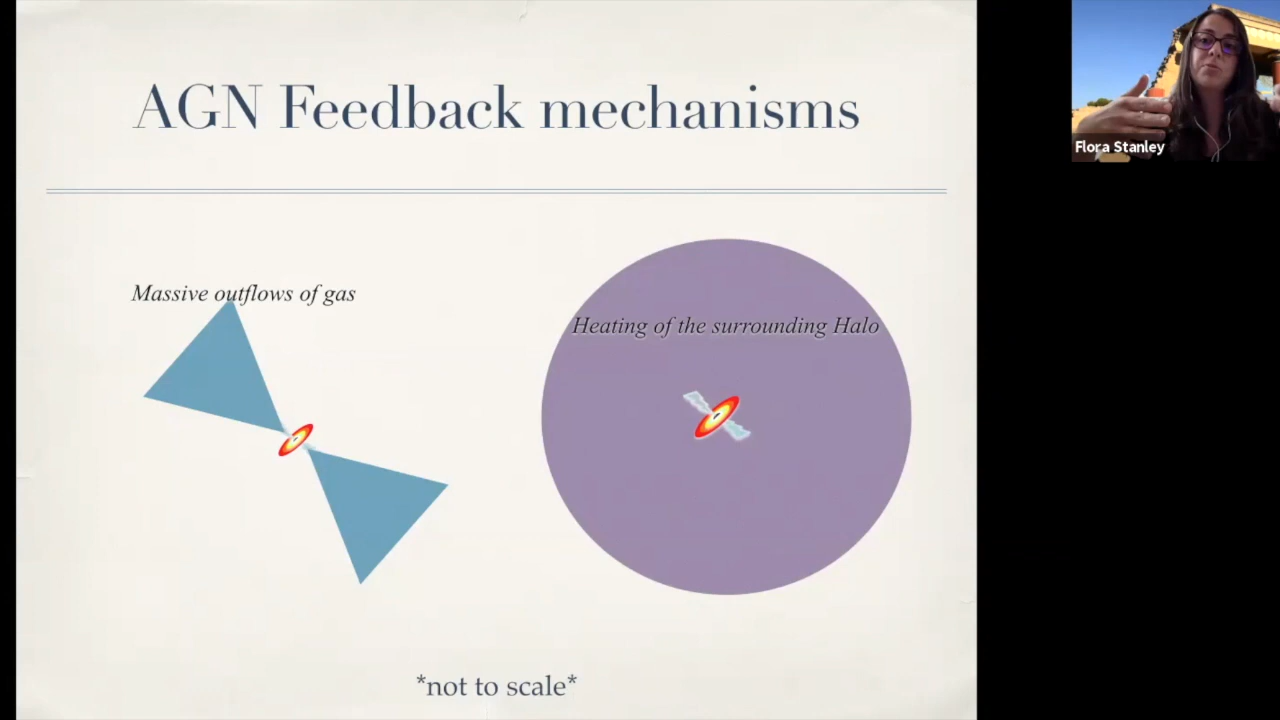 AGN Feedback mechanisms
Massive outflows of gas
Heating of the surrounding Halo
*not to scale*
Flora Stanley